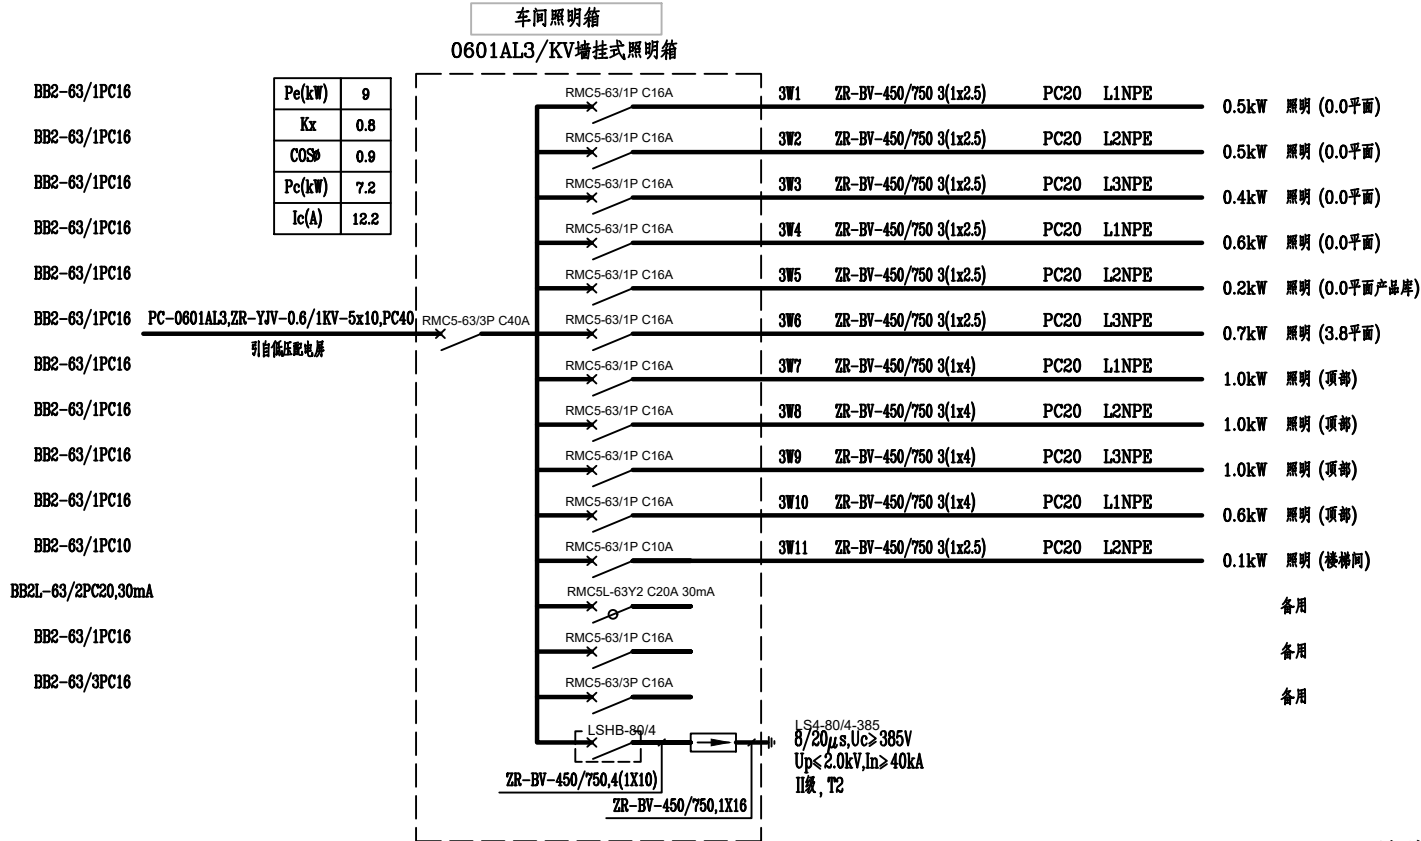 车间照明箱
0601AL3/KV墙挂式照明箱
Pe(kW) 9
Kx 0.8
COSø 0.9
Pc(kW) 7.2
Ic(A) 12.2
BB2-63/1PC16 RMC5-63/1P C16A 3W1 ZR-BV-450/750 3(1x2.5) PC20 L1NPE 0.5kW 照明 (0.0平面)
BB2-63/1PC16 RMC5-63/1P C16A 3W2 ZR-BV-450/750 3(1x2.5) PC20 L2NPE 0.5kW 照明 (0.0平面)
BB2-63/1PC16 RMC5-63/1P C16A 3W3 ZR-BV-450/750 3(1x2.5) PC20 L3NPE 0.4kW 照明 (0.0平面)
BB2-63/1PC16 RMC5-63/1P C16A 3W4 ZR-BV-450/750 3(1x2.5) PC20 L1NPE 0.6kW 照明 (0.0平面)
BB2-63/1PC16 RMC5-63/1P C16A 3W5 ZR-BV-450/750 3(1x2.5) PC20 L2NPE 0.2kW 照明 (0.0平面产品库)
BB2-63/1PC16 PC-0601AL3,ZR-YJV-0.6/1KV-5x10,PC40 RMC5-63/3P C40A RMC5-63/1P C16A 3W6 ZR-BV-450/750 3(1x2.5) PC20 L3NPE 0.7kW 照明 (3.8平面)
引自低压配电屏
BB2-63/1PC16 RMC5-63/1P C16A 3W7 ZR-BV-450/750 3(1x4) PC20 L1NPE 1.0kW 照明 (顶部)
BB2-63/1PC16 RMC5-63/1P C16A 3W8 ZR-BV-450/750 3(1x4) PC20 L2NPE 1.0kW 照明 (顶部)
BB2-63/1PC16 RMC5-63/1P C16A 3W9 ZR-BV-450/750 3(1x4) PC20 L3NPE 1.0kW 照明 (顶部)
BB2-63/1PC16 RMC5-63/1P C16A 3W10 ZR-BV-450/750 3(1x4) PC20 L1NPE 0.6kW 照明 (顶部)
BB2-63/1PC10 RMC5-63/1P C10A 3W11 ZR-BV-450/750 3(1x2.5) PC20 L2NPE 0.1kW 照明 (楼梯间)
BB2L-63/2PC20,30mA RMC5L-63Y2 C20A 30mA 备用
BB2-63/1PC16 RMC5-63/1P C16A 备用
BB2-63/3PC16 RMC5-63/3P C16A 备用
LSHB-80/4 LS4-80/4-385
8/20μs,Uc≥385V
Up≤2.0kV,In≥40kA
II级, T2
ZR-BV-450/750,4(1X10)
ZR-BV-450/750,1X16